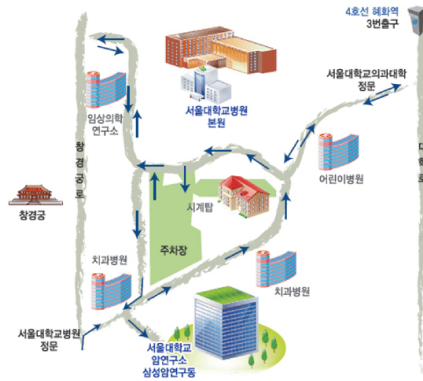 4호선 혜화역
3번출구
서울대학교의과대학
정문
서울대학교병원
본원
임상의학
연구소
창경궁로
대학로
어린이병원
창경궁
시계탑
주차장
치과병원
치과병원
서울대학교병원
정문
서울대학교
암연구소
삼성암연구동